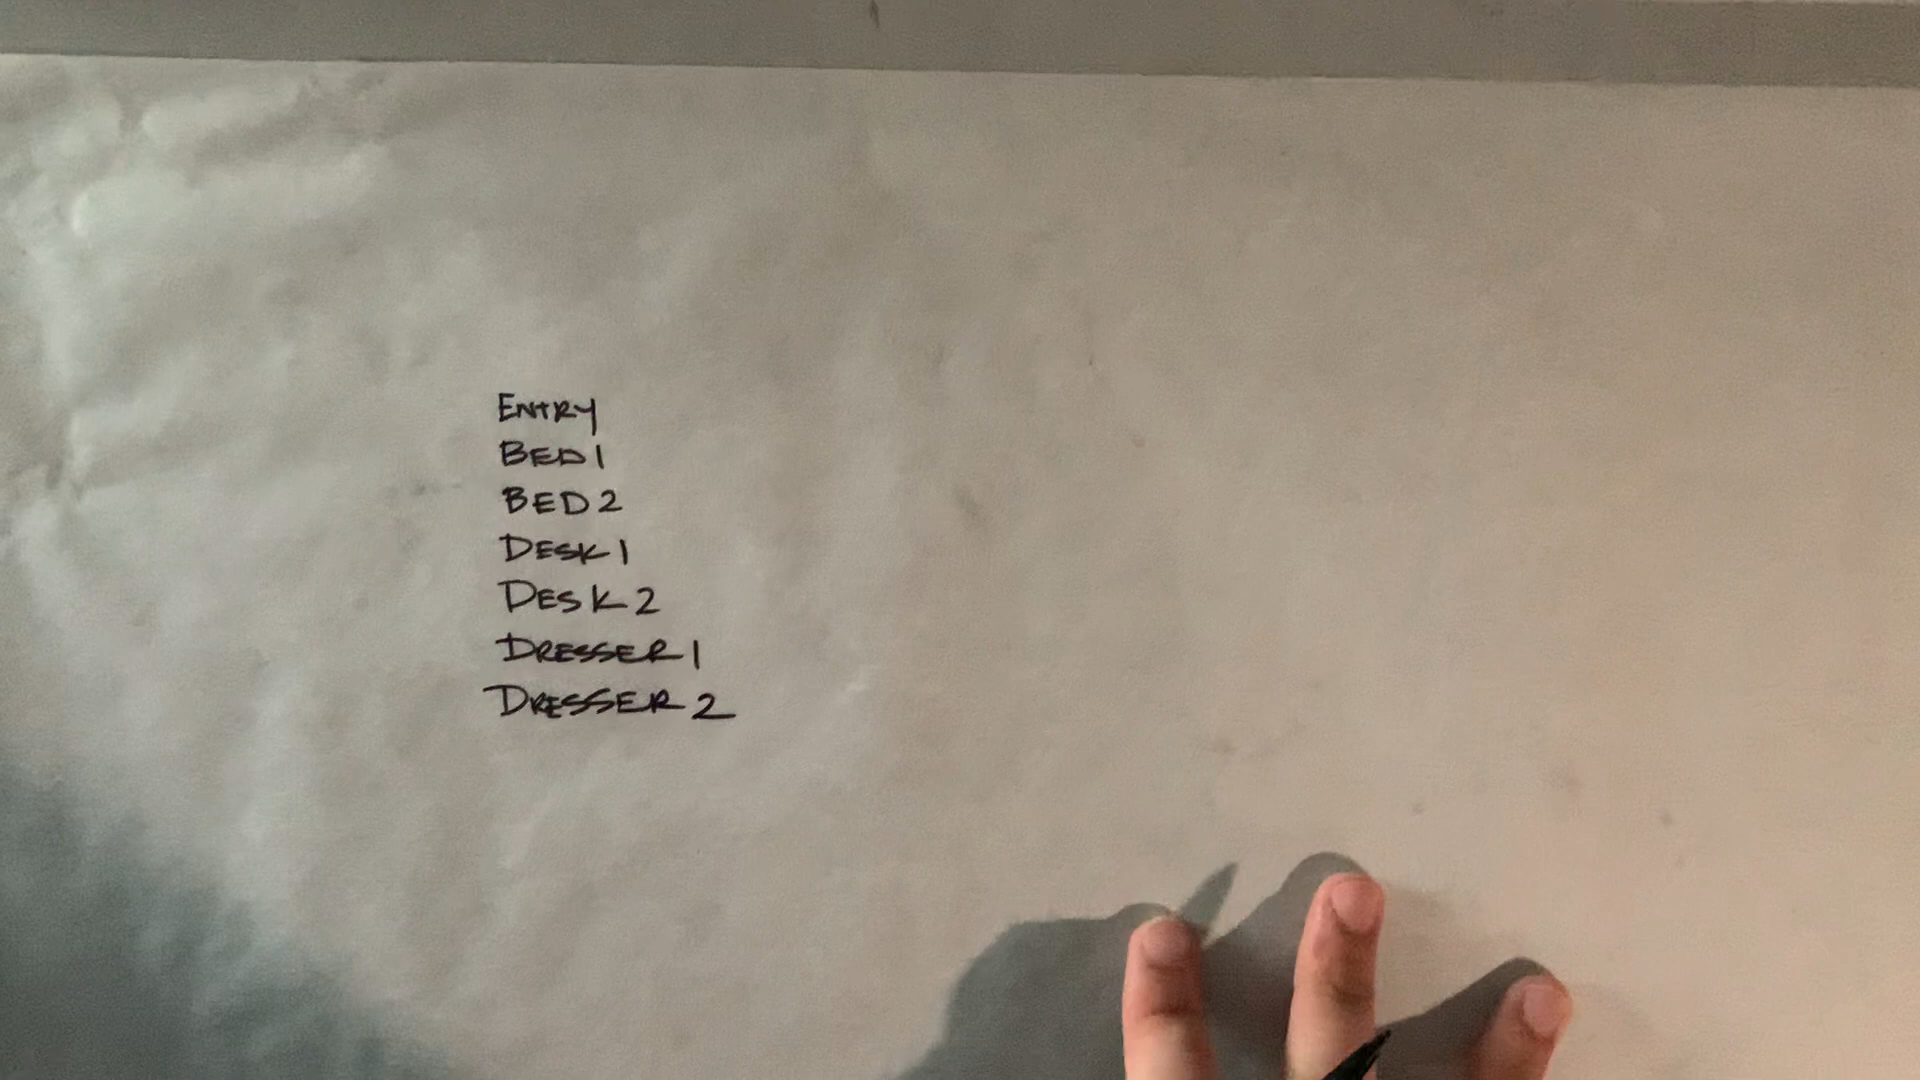 ENTRY
BED 1
BED 2
DESK 1
DESK 2
DRESSER 1
DRESSER 2